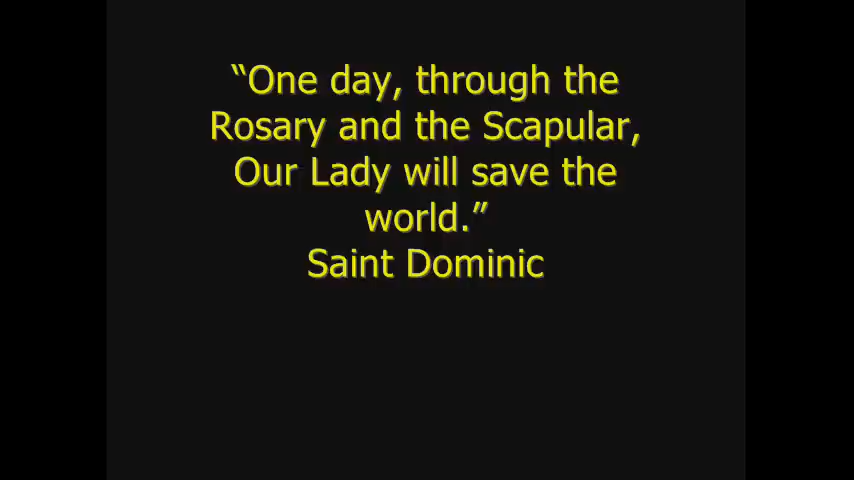 “One day, through the
Rosary and the Scapular,
Our Lady will save the
world.”
Saint Dominic